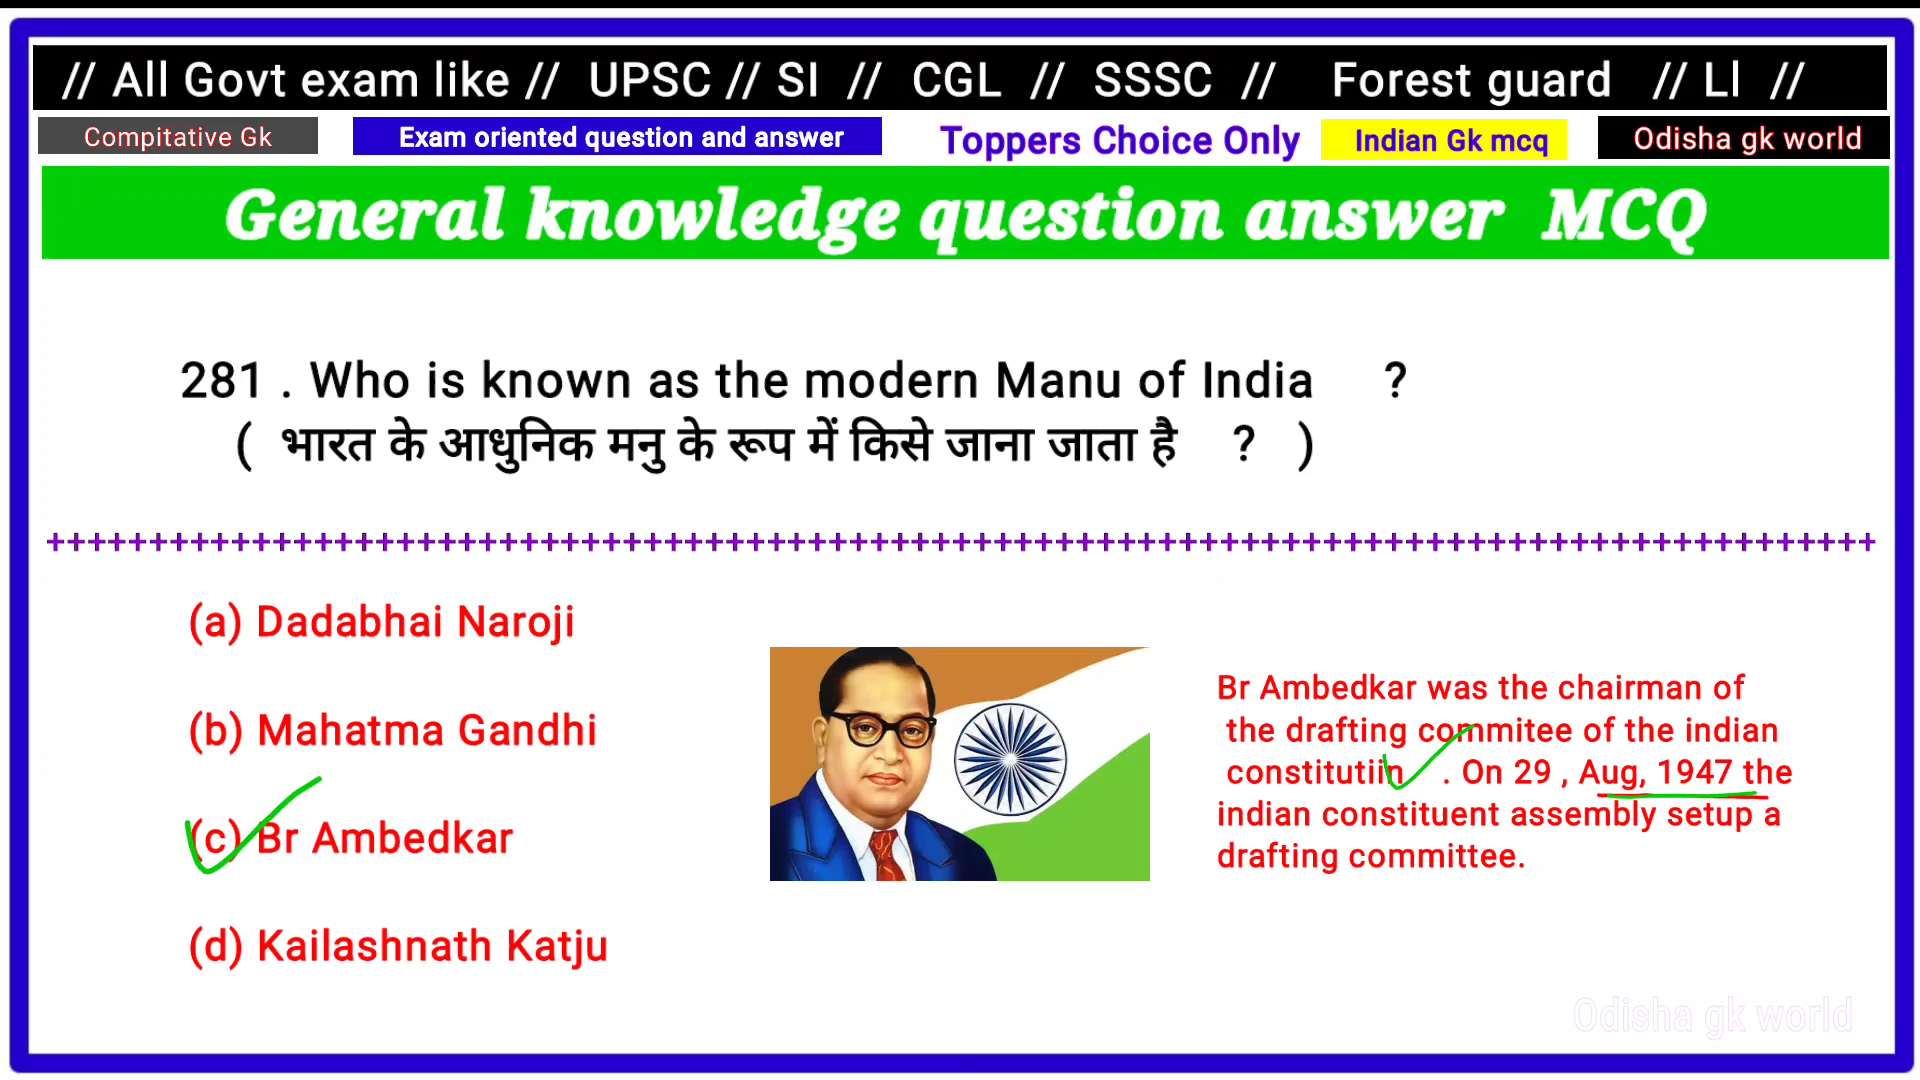 // All Govt exam like // UPSC // SI // CGL // SSSC // Forest guard // Ll //
Compitative Gk Exam oriented question and answer Toppers Choice Only Indian Gk mcq Odisha gk world
General knowledge question answer MCQ
281 . Who is known as the modern Manu of India ?
( भारत के आधुनिक मनु के रूप में किसे जाना जाता है ? )
+++++++++++++++++++++++++++++++++++++++++++++++++++++++++++++++++++++++++++++++++++++++++
(a) Dadabhai Naroji
(b) Mahatma Gandhi
(c) Br Ambedkar
(d) Kailashnath Katju
Br Ambedkar was the chairman of
the drafting commitee of the indian
constitutiin . On 29 , Aug, 1947 the
indian constituent assembly setup a
drafting committee.
Odisha gk world